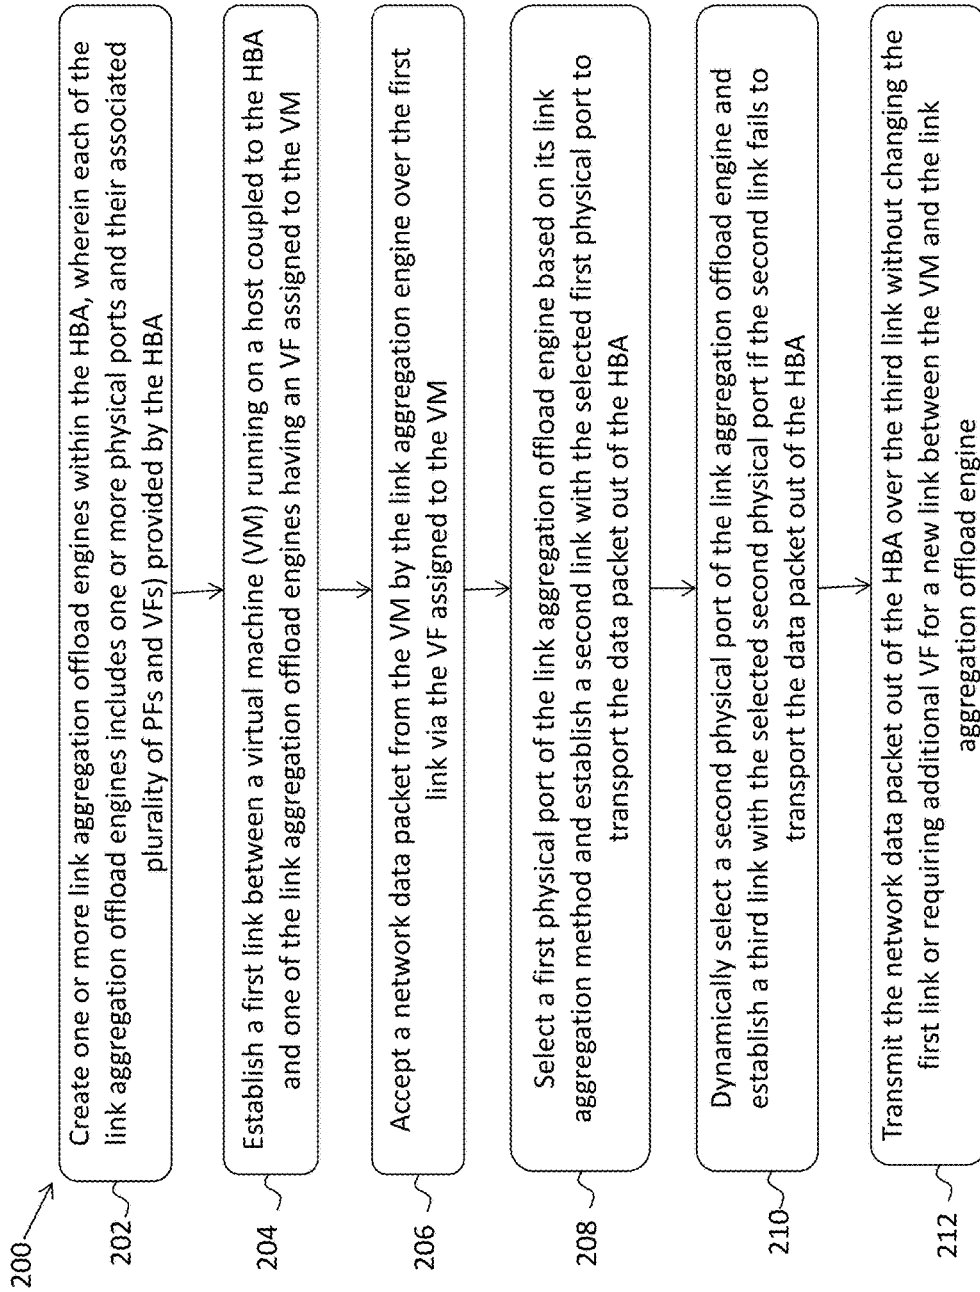 200
202
Create one or more link aggregation offload engines within the HBA, wherein each of the
link aggregation offload engines includes one or more physical ports and their associated
plurality of PFs and VFs) provided by the HBA
204
Establish a first link between a virtual machine (VM) running on a host coupled to the HBA
and one of the link aggregation offload engines having an VF assigned to the VM
206
Accept a network data packet from the VM by the link aggregation engine over the first
link via the VF assigned to the VM
208
Select a first physical port of the link aggregation offload engine based on its link
aggregation method and establish a second link with the selected first physical port to
transport the data packet out of the HBA
210
Dynamically select a second physical port of the link aggregation offload engine and
establish a third link with the selected second physical port if the second link fails to
transport the data packet out of the HBA
212
Transmit the network data packet out of the HBA over the third link without changing the
first link or requiring additional VF for a new link between the VM and the link
aggregation offload engine